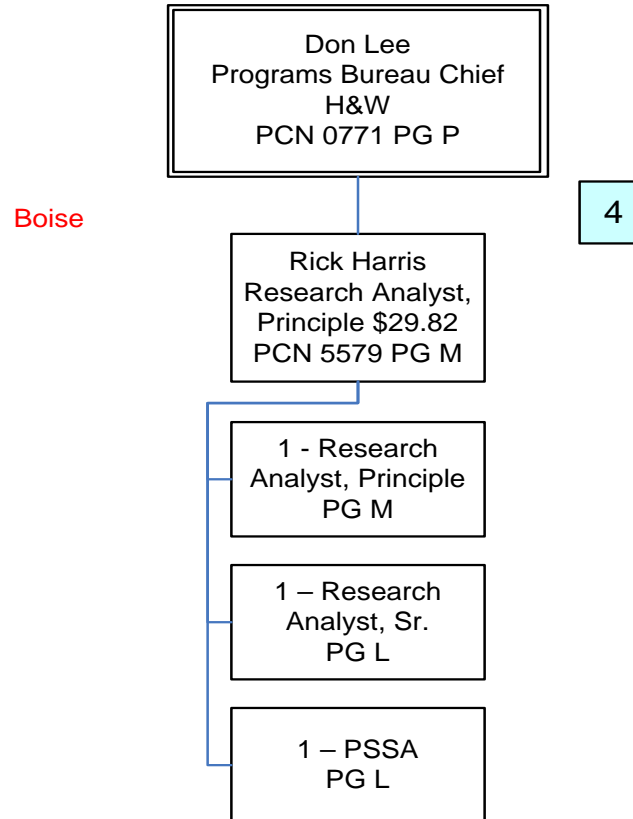 Don Lee
Programs Bureau Chief
H&W
PCN 0771 PG P
Boise
4
Rick Harris
Research Analyst,
Principle $29.82
PCN 5579 PG M
1 - Research
Analyst, Principle
PG M
1 – Research
Analyst, Sr.
PG L
1 – PSSA
PG L